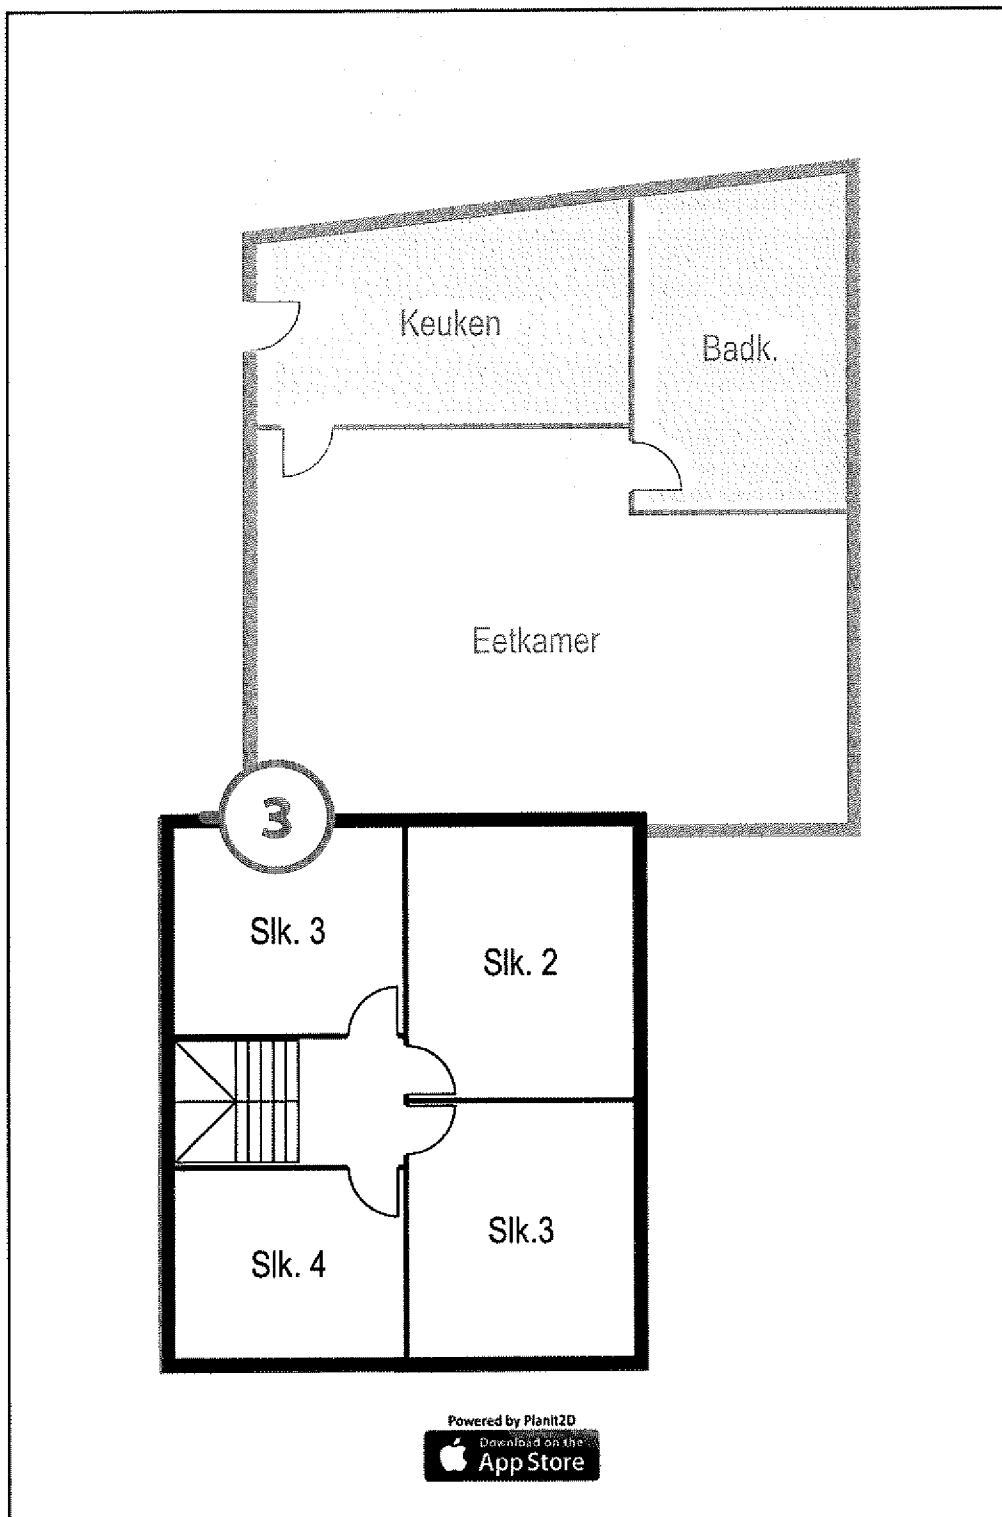 Keuken
Badk.
Eetkamer
3
Slk. 3
Slk. 2
Slk. 4
Slk.3
Powered by Planit2D
Download on the
App Store